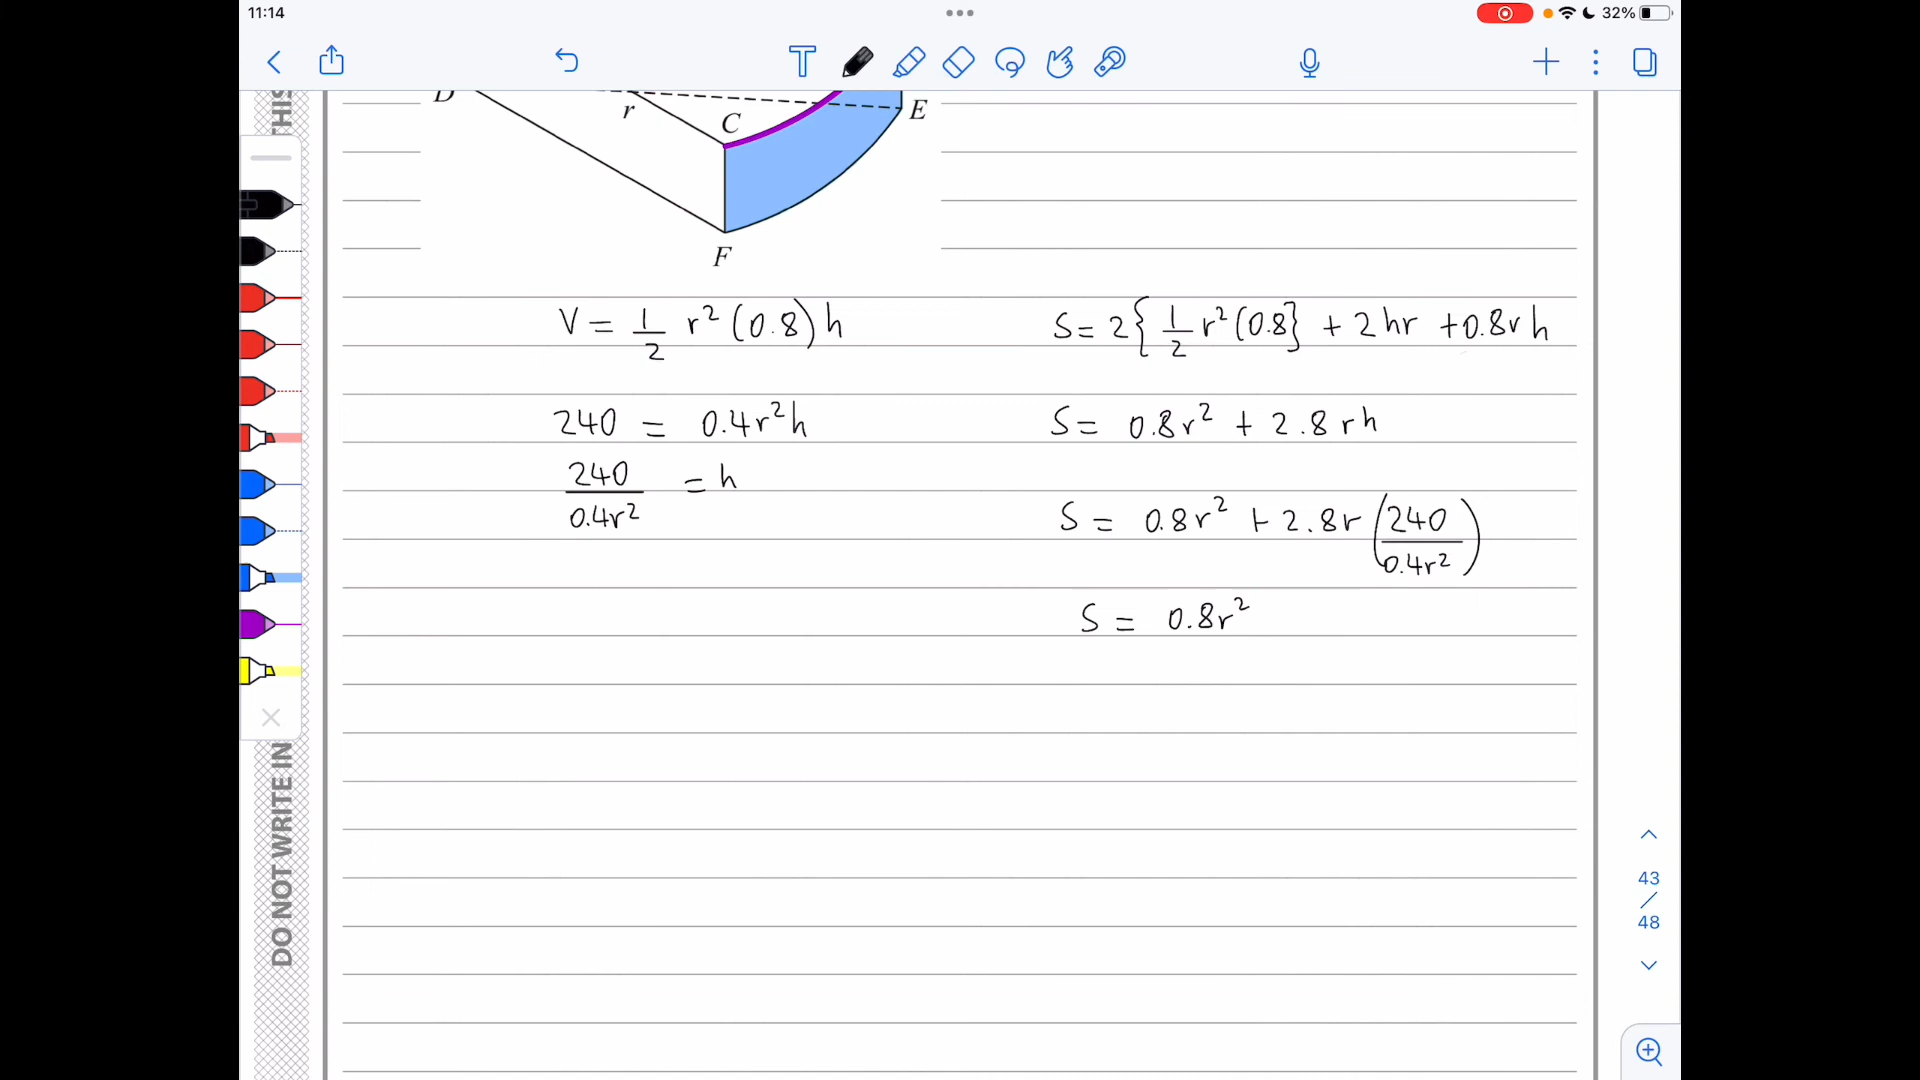 11:14
32%
THIS
D
r
C
E
F
V = 1/2 r² (0.8) h
S = 2{1/2 r²(0.8} + 2hr + 0.8rh
240 = 0.4r²h
S = 0.8r² + 2.8rh
240/0.4r² = h
S = 0.8r² + 2.8r (240/0.4r²)
S = 0.8r²
DO NOT WRITE IN
43
/
48